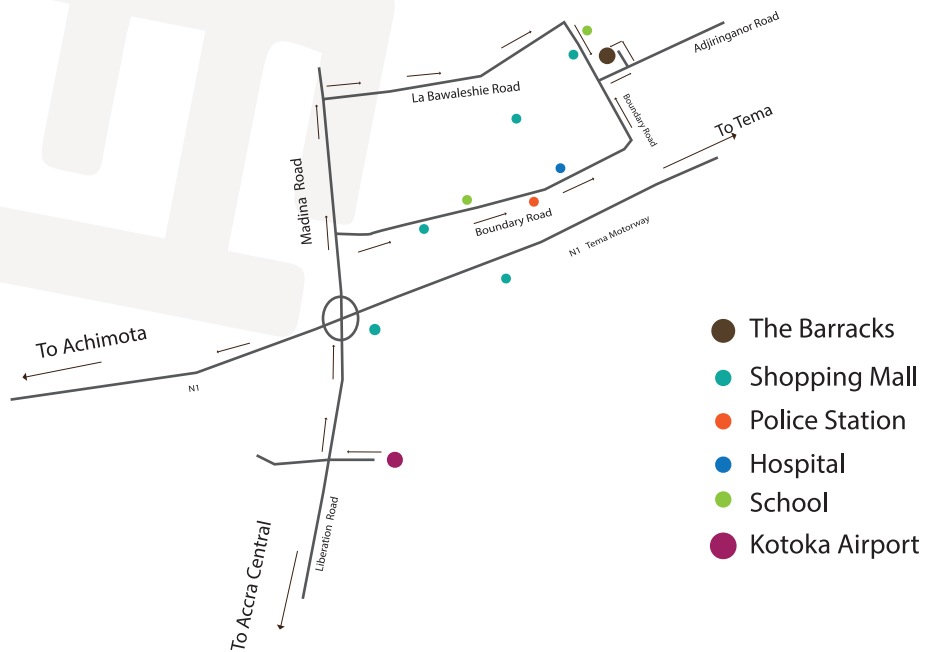 Adjiringanor Road
La Bawaleshie Road
Boundary Road
To Tema
Madina Road
Boundary Road
N1 Tema Motorway
To Achimota
N1
Liberation Road
To Accra Central
The Barracks
Shopping Mall
Police Station
Hospital
School
Kotoka Airport